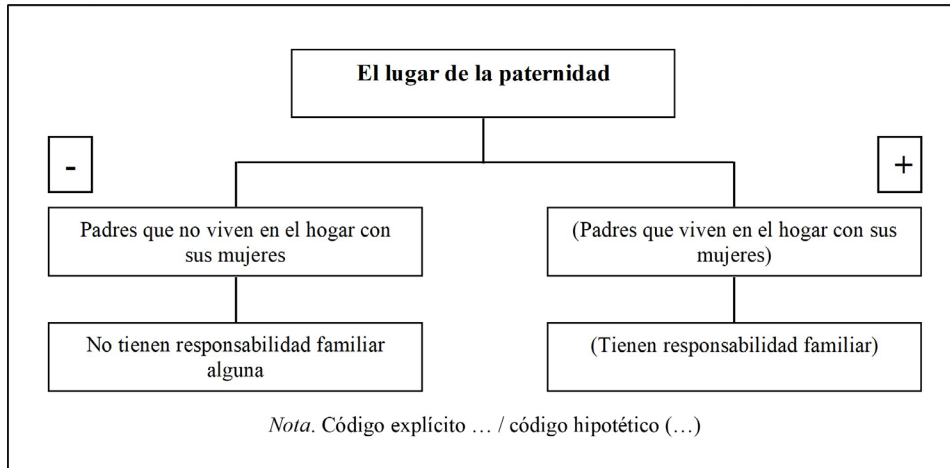 El lugar de la paternidad
-
+
Padres que no viven en el hogar con
sus mujeres
(Padres que viven en el hogar con sus
mujeres)
No tienen responsabilidad familiar
alguna
(Tienen responsabilidad familiar)
Nota. Código explícito … / código hipotético (…)